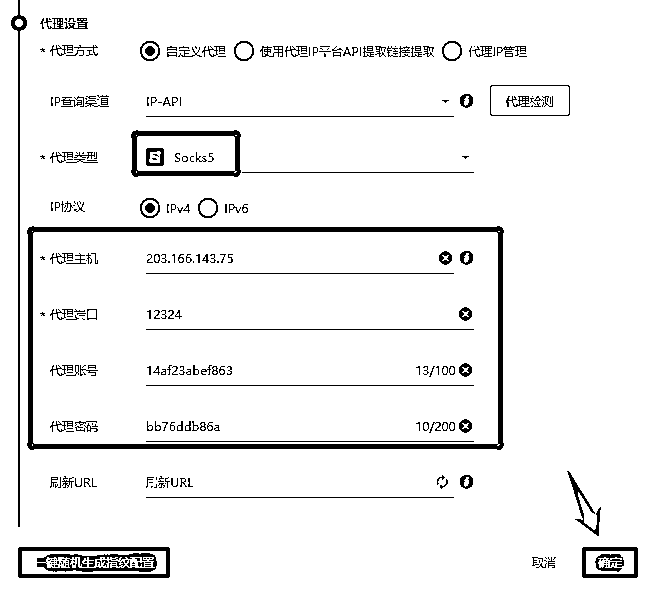 代理设置
* 代理方式 自定义代理 使用代理IP平台API提取链接提取 代理IP管理
IP查询渠道 IP-API 代理检测
* 代理类型 Socks5
IP协议 IPv4 IPv6
* 代理主机 203.166.143.75
* 代理端口 12324
代理账号 14af23abef863 13/100
代理密码 bb76ddb86a 10/200
刷新URL 刷新URL
一键随机生成指纹配置 取消 确定